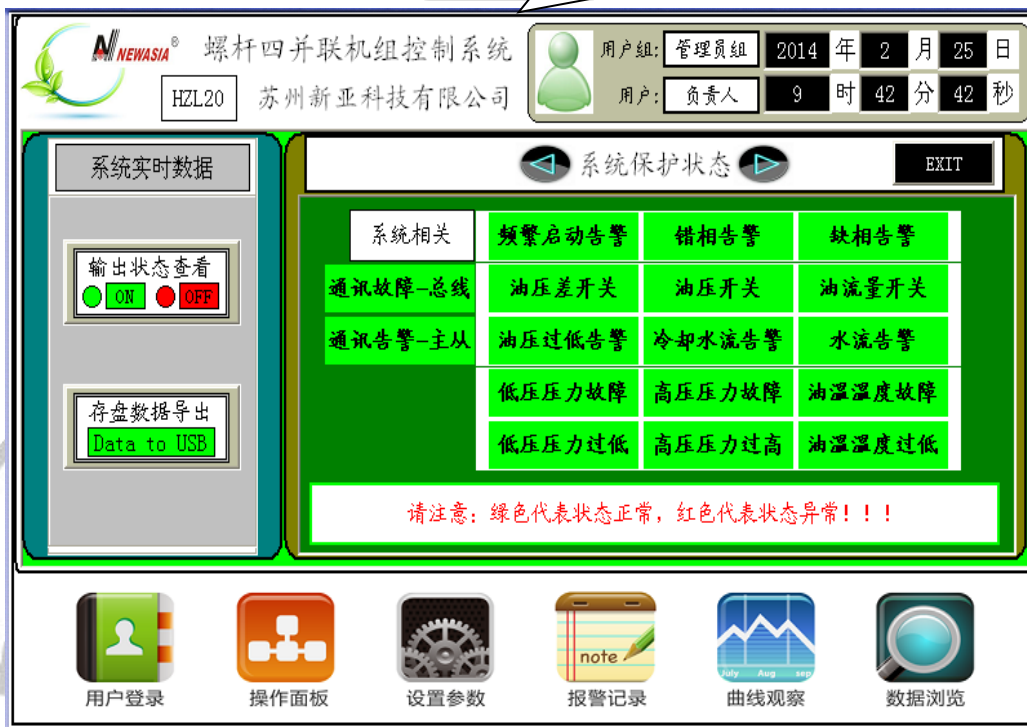 NEWASIA® 螺杆四并联机组控制系统
HZL20 苏州新亚科技有限公司
用户组: 管理员组 2014 年 2 月 25 日
用户: 负责人 9 时 42 分 42 秒
系统实时数据
输出状态查看
ON OFF
存盘数据导出
Data to USB
系统保护状态 EXIT
系统相关 频繁启动告警 错相告警 缺相告警
通讯故障-总线 油压差开关 油压开关 油流量开关
通讯告警-主从 油压过低告警 冷却水流告警 水流告警
低压压力故障 高压压力故障 油温温度故障
低压压力过低 高压压力过高 油温温度过低
请注意: 绿色代表状态正常, 红色代表状态异常! ! !
note
July Aug sep
用户登录 操作面板 设置参数 报警记录 曲线观察 数据浏览